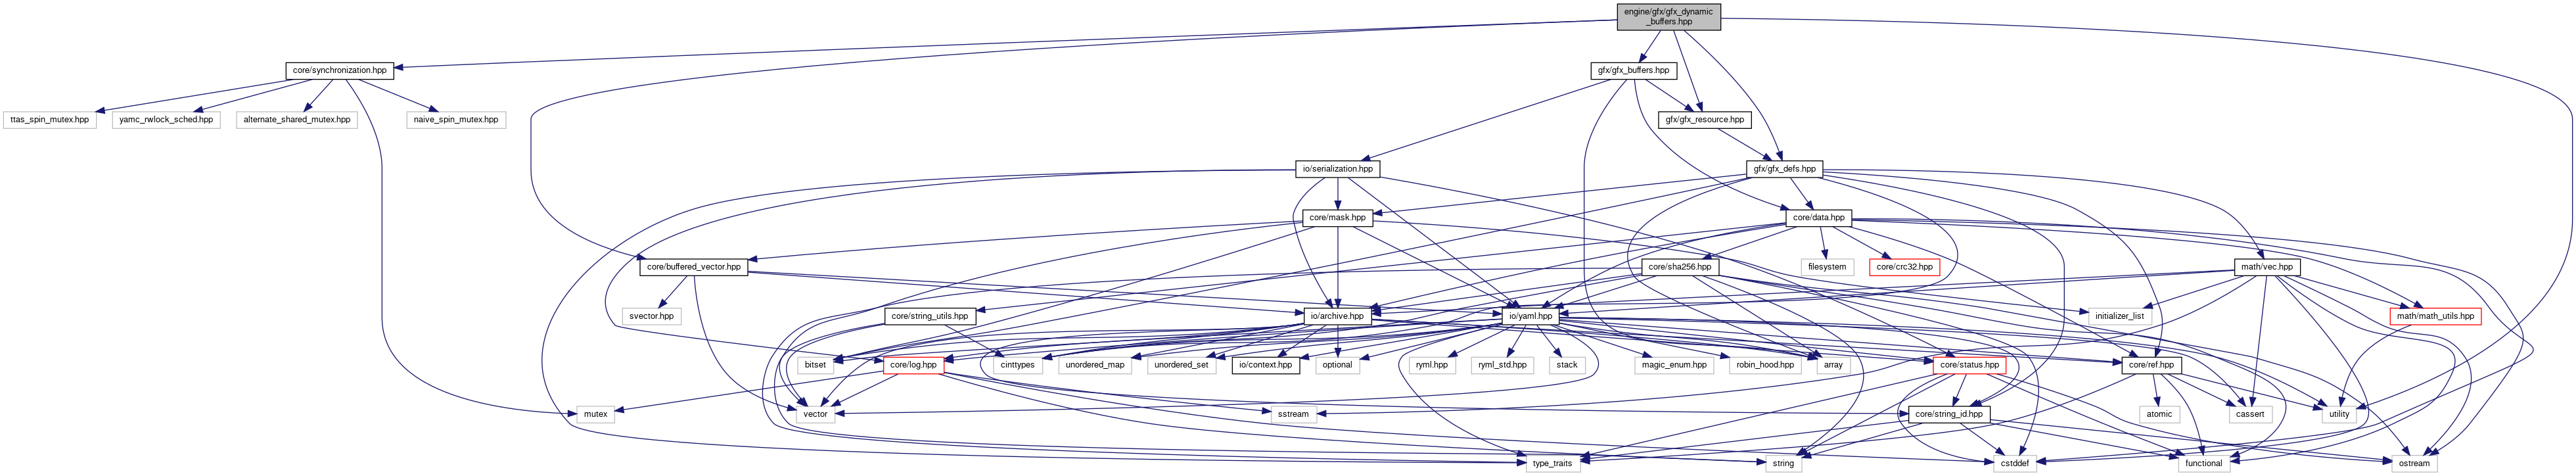 engine/gfx/gfx_dynamic
_buffers.hpp
core/synchronization.hpp
gfx/gfx_buffers.hpp
ttas_spin_mutex.hpp
yamc_rwlock_sched.hpp
alternate_shared_mutex.hpp
naive_spin_mutex.hpp
gfx/gfx_resource.hpp
io/serialization.hpp
gfx/gfx_defs.hpp
core/mask.hpp
core/data.hpp
core/buffered_vector.hpp
core/sha256.hpp
filesystem
core/crc32.hpp
math/vec.hpp
svector.hpp
core/string_utils.hpp
io/archive.hpp
io/yaml.hpp
initializer_list
math/math_utils.hpp
bitset
core/log.hpp
cinttypes
unordered_map
unordered_set
io/context.hpp
optional
ryml.hpp
ryml_std.hpp
stack
magic_enum.hpp
robin_hood.hpp
array
core/status.hpp
core/ref.hpp
mutex
vector
sstream
core/string_id.hpp
atomic
cassert
utility
type_traits
string
cstddef
functional
ostream